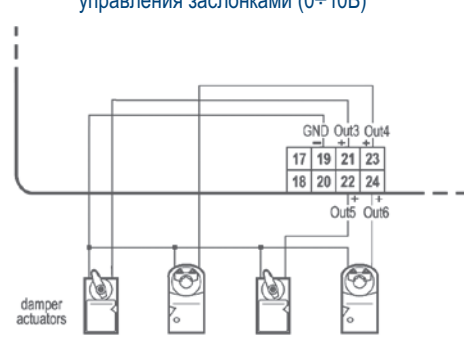 управления заслонками (0÷10В)
GND Out3 Out4
− + +
17 19 21 23
18 20 22 24
+ +
Out5 Out6
damper
actuators